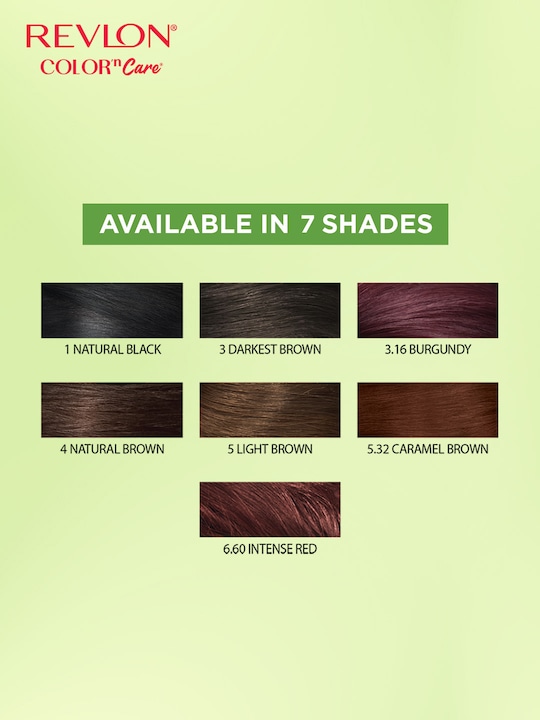 REVLON®
COLOR 'n Care®
AVAILABLE IN 7 SHADES
1 NATURAL BLACK
3 DARKEST BROWN
3.16 BURGUNDY
4 NATURAL BROWN
5 LIGHT BROWN
5.32 CARAMEL BROWN
6.60 INTENSE RED